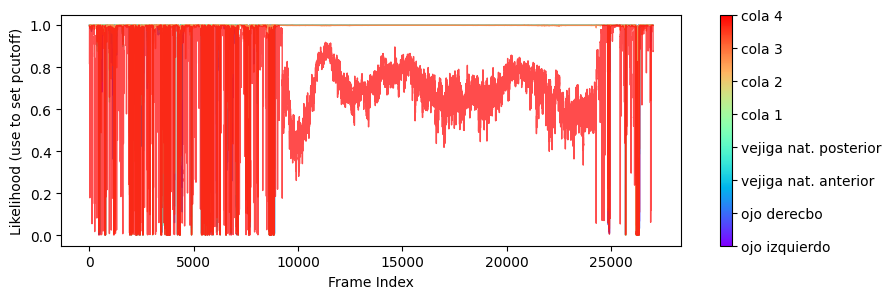 Likelihood (use to set pcutoff)
1.0
0.8
0.6
0.4
0.2
0.0
0
5000
10000
15000
20000
25000
Frame Index
cola 4
cola 3
cola 2
cola 1
vejiga nat. posterior
vejiga nat. anterior
ojo derecbo
ojo izquierdo